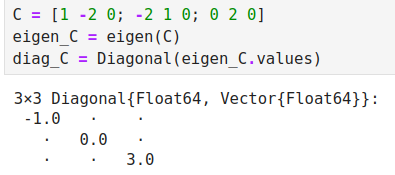 C = [1 -2 0; -2 1 0; 0 2 0]
eigen_C = eigen(C)
diag_C = Diagonal(eigen_C.values)
3×3 Diagonal{Float64, Vector{Float64}}:
-1.0 ⋅ ⋅
⋅ 0.0 ⋅
⋅ ⋅ 3.0